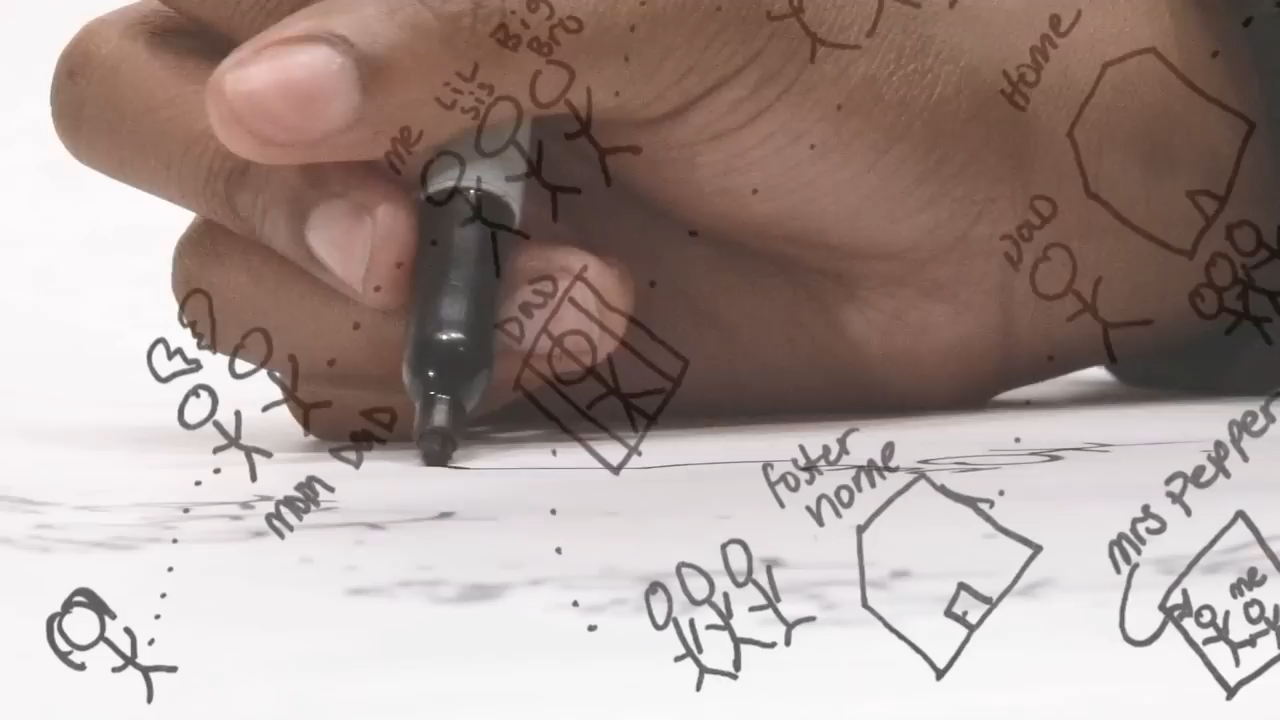 Big
Bro
Lil
Sis
me
Home
DAD
DAD
mom DAD
foster
home
Mrs Pepper
me